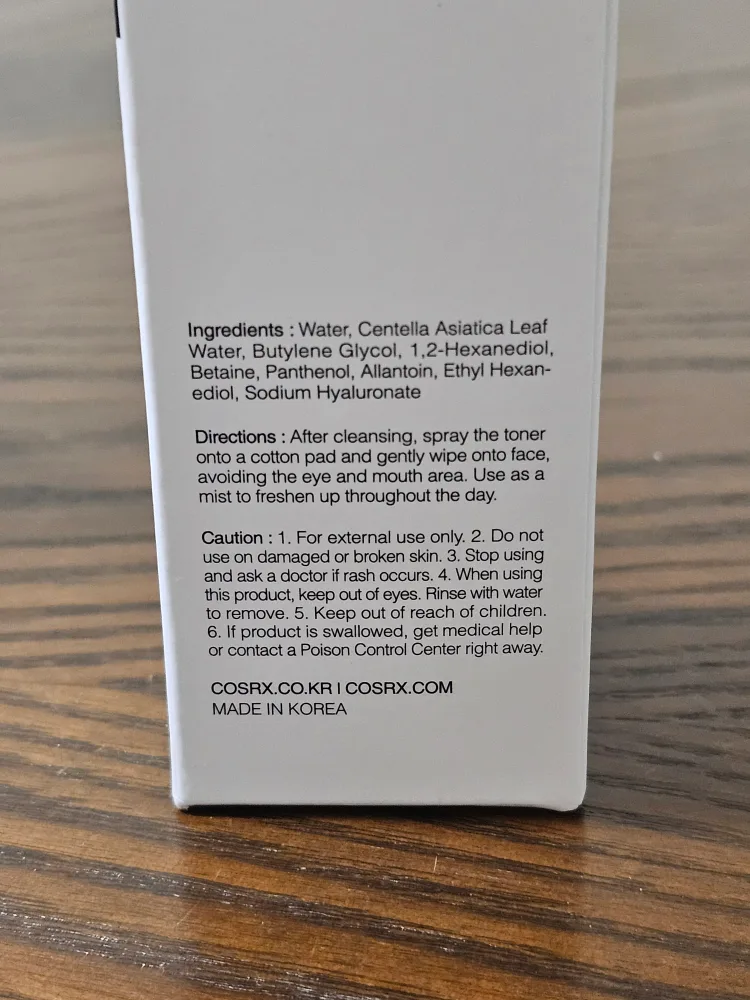 Ingredients : Water, Centella Asiatica Leaf
Water, Butylene Glycol, 1,2-Hexanediol,
Betaine, Panthenol, Allantoin, Ethyl Hexan-
ediol, Sodium Hyaluronate
Directions : After cleansing, spray the toner
onto a cotton pad and gently wipe onto face,
avoiding the eye and mouth area. Use as a
mist to freshen up throughout the day.
Caution : 1. For external use only. 2. Do not
use on damaged or broken skin. 3. Stop using
and ask a doctor if rash occurs. 4. When using
this product, keep out of eyes. Rinse with water
to remove. 5. Keep out of reach of children.
6. If product is swallowed, get medical help
or contact a Poison Control Center right away.
COSRX.CO.KR | COSRX.COM
MADE IN KOREA